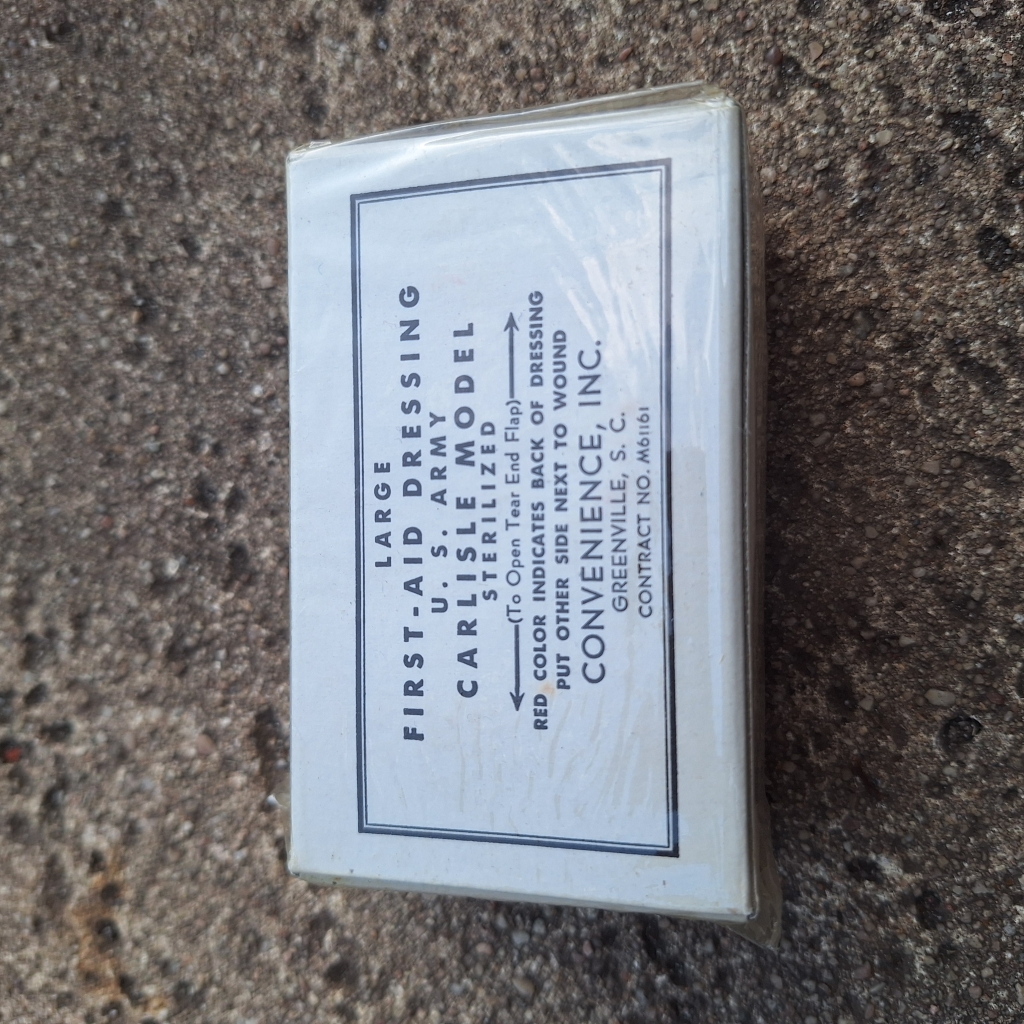 LARGE
FIRST-AID DRESSING
U. S. ARMY
CARLISLE MODEL
STERILIZED
(To Open Tear End Flap)
RED COLOR INDICATES BACK OF DRESSING
PUT OTHER SIDE NEXT TO WOUND
CONVENIENCE, INC.
GREENVILLE, S. C.
CONTRACT NO. M61161